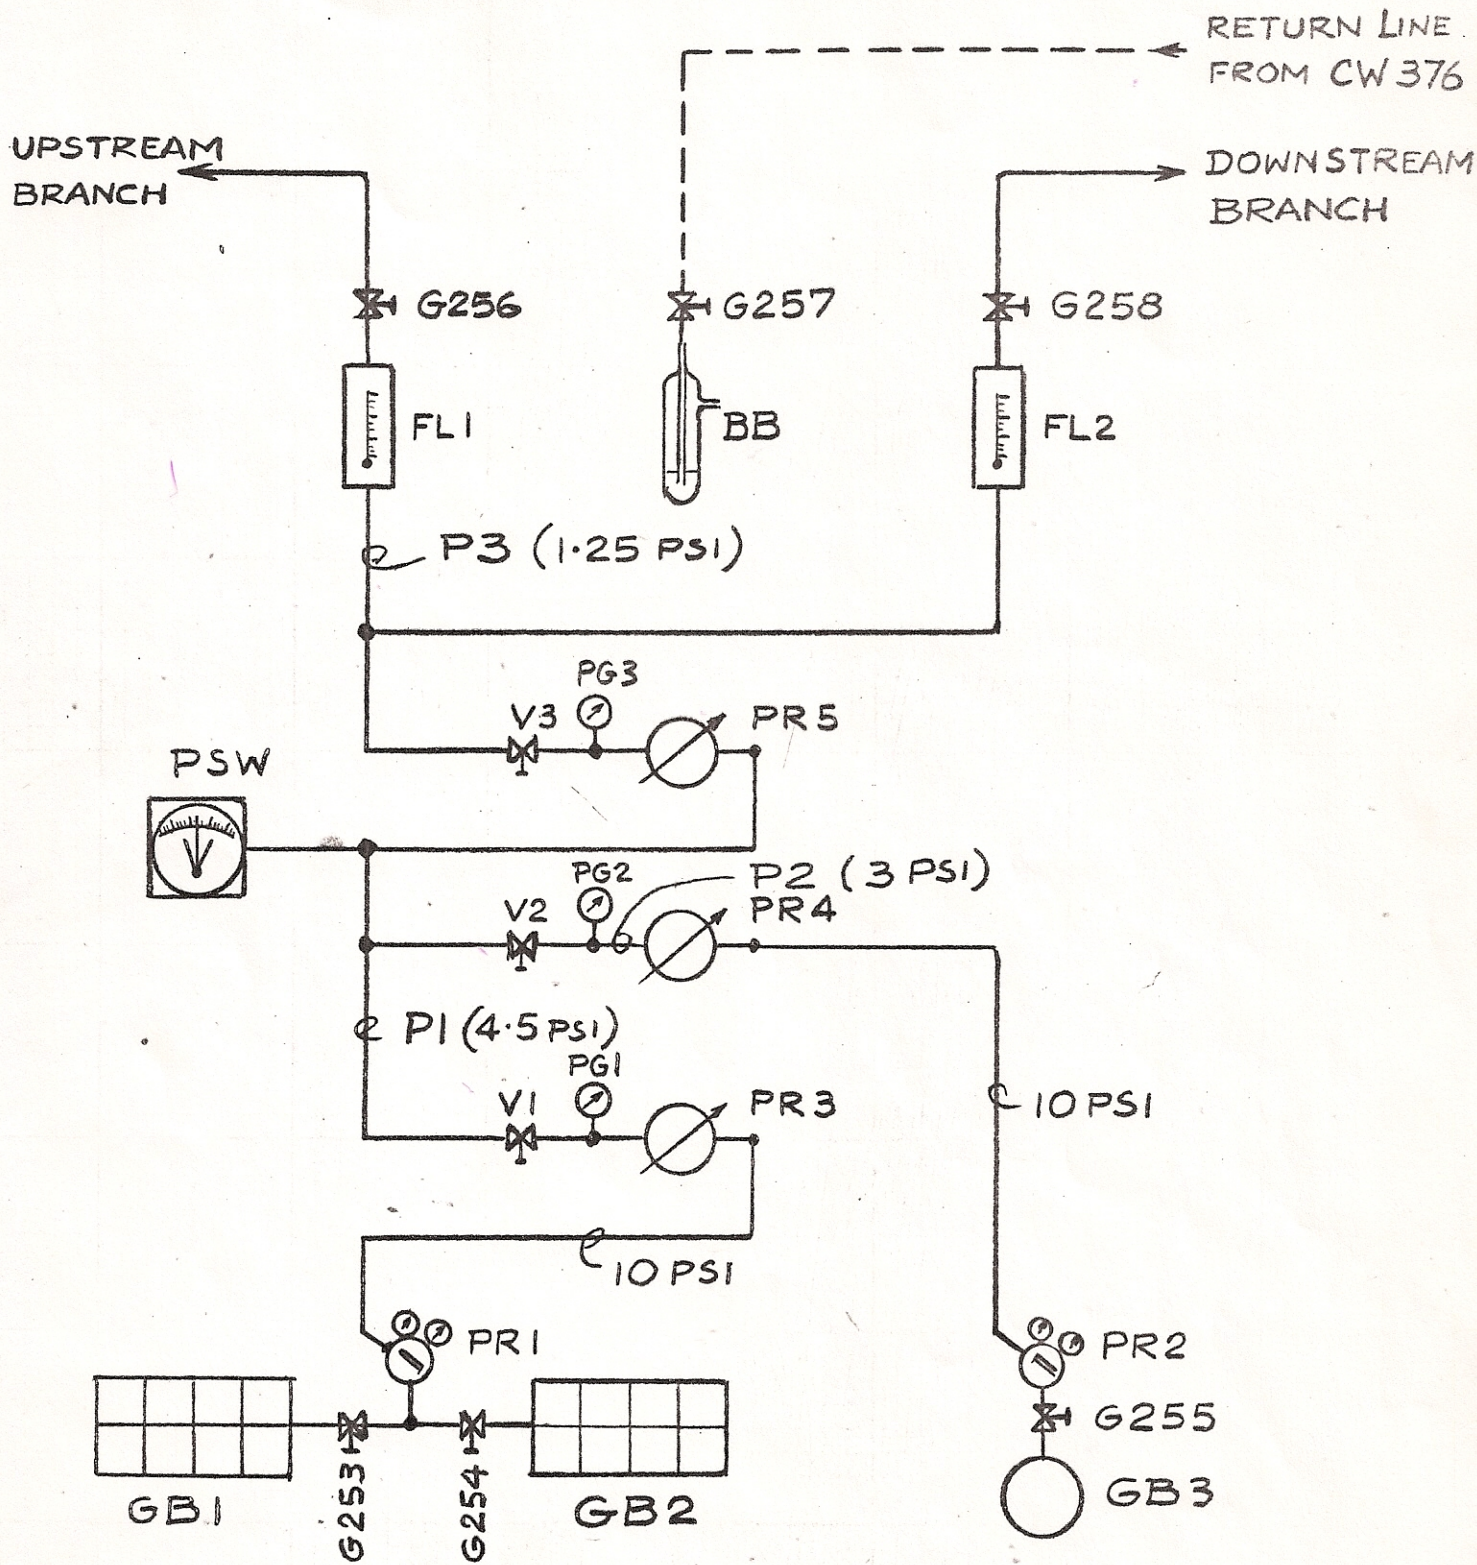 RETURN LINE
FROM CW 376
UPSTREAM
BRANCH
DOWNSTREAM
BRANCH
G256
G257
G258
FL1
BB
FL2
P3 (1.25 PSI)
PG3
V3
PR5
PSW
PG2
P2 (3 PSI)
V2
PR4
P1 (4.5 PSI)
PG1
V1
PR3
10 PSI
10 PSI
PR1
PR2
G255
GB1
G253
G254
GB2
GB3